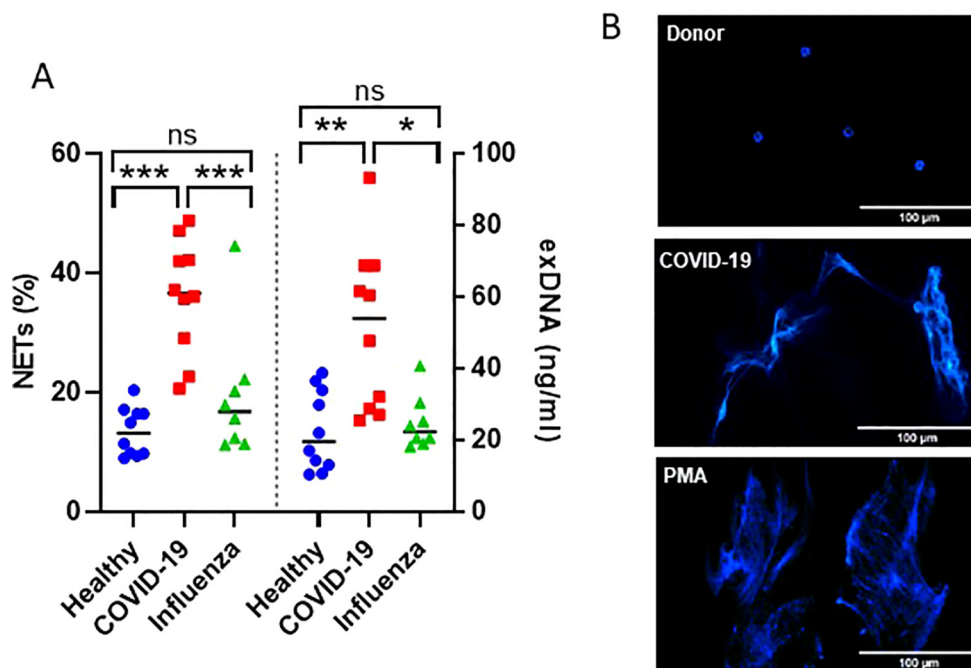 A
ns
***
***
ns
**
*
60
40
20
0
NETs (%)
100
80
60
40
20
0
exDNA (ng/ml)
Healthy
COVID-19
Influenza
Healthy
COVID-19
Influenza
B
Donor
100 µm
COVID-19
100 µm
PMA
100 µm